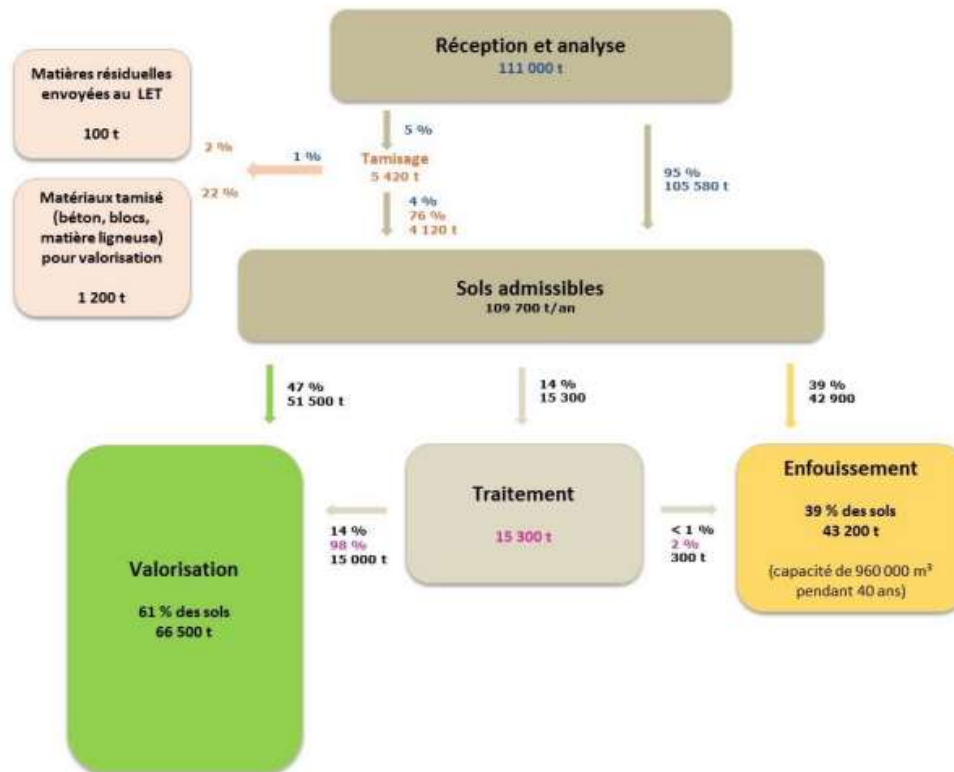 Réception et analyse
111 000 t
Matières résiduelles
envoyées au LET
100 t
5 %
2 %
1 %
Tamisage
5 420 t
95 %
105 580 t
22 %
Matériaux tamisé
(béton, blocs,
matière ligneuse)
pour valorisation
1 200 t
4 %
76 %
4 120 t
Sols admissibles
109 700 t/an
47 %
51 500 t
14 %
15 300
39 %
42 900
Valorisation
61 % des sols
66 500 t
14 %
98 %
15 000 t
Traitement
15 300 t
< 1 %
2 %
300 t
Enfouissement
39 % des sols
43 200 t
(capacité de 960 000 m³
pendant 40 ans)